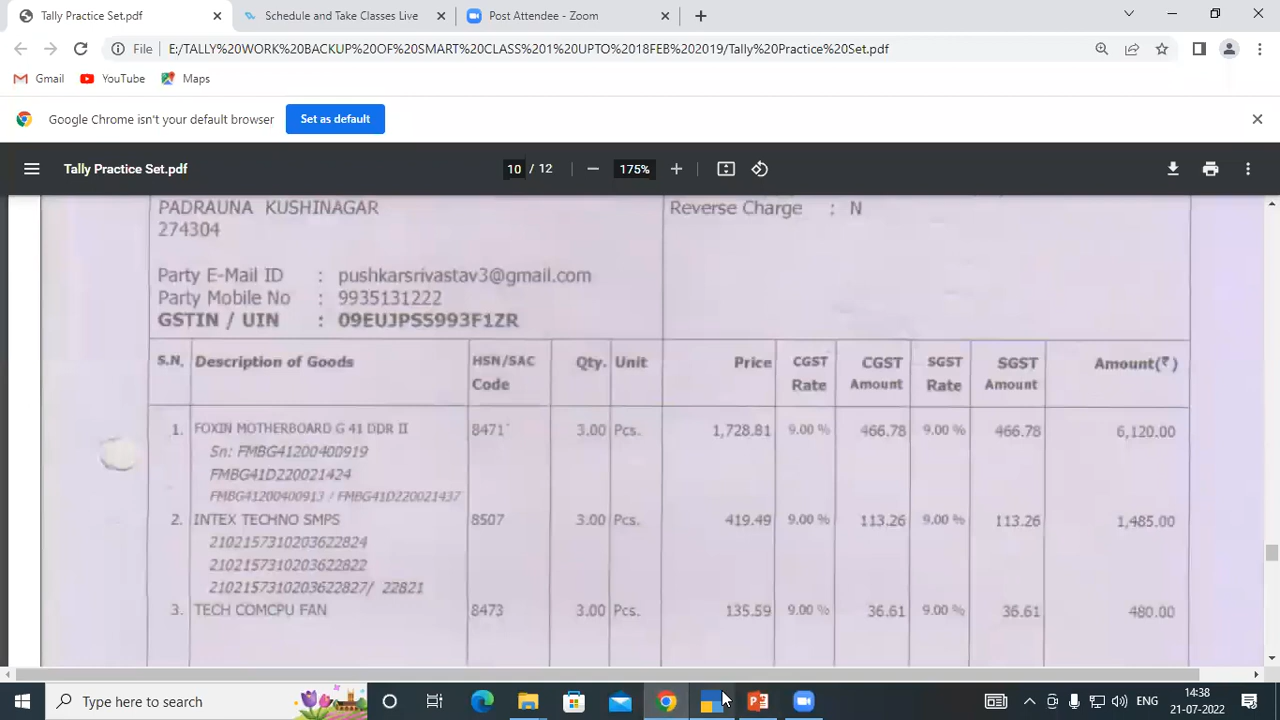 Tally Practice Set.pdf
Schedule and Take Classes Live
Post Attendee - Zoom
File E:/TALLY%20WORK%20BACKUP%20OF%20SMART%20CLASS%201%20UPTO%2018FEB%202019/Tally%20Practice%20Set.pdf
Gmail YouTube Maps
Google Chrome isn't your default browser Set as default
Tally Practice Set.pdf 10 / 12 175%
PADRAUNA KUSHINAGAR Reverse Charge : N
274304
Party E-Mail ID : pushkarsrivastav3@gmail.com
Party Mobile No : 9935131222
GSTIN / UIN : 09EUJPS5993F1ZR
S.N. Description of Goods HSN/SAC Code Qty. Unit Price CGST Rate CGST Amount SGST Rate SGST Amount Amount(₹)
1. FOXIN MOTHERBOARD G 41 DDR II 8471 3.00 Pcs. 1,728.81 9.00 % 466.78 9.00 % 466.78 6,120.00
Sn: FMBG41200400919
FMBG41D220021424
FMBG41200400913 / FMBG41D220021437
2. INTEX TECHNO SMPS 8507 3.00 Pcs. 419.49 9.00 % 113.26 9.00 % 113.26 1,485.00
2102157310203622824
2102157310203622822
2102157310203622827/ 22821
3. TECH COMCPU FAN 8473 3.00 Pcs. 135.59 9.00 % 36.61 9.00 % 36.61 480.00
Type here to search
ENG
14:38
21-07-2022